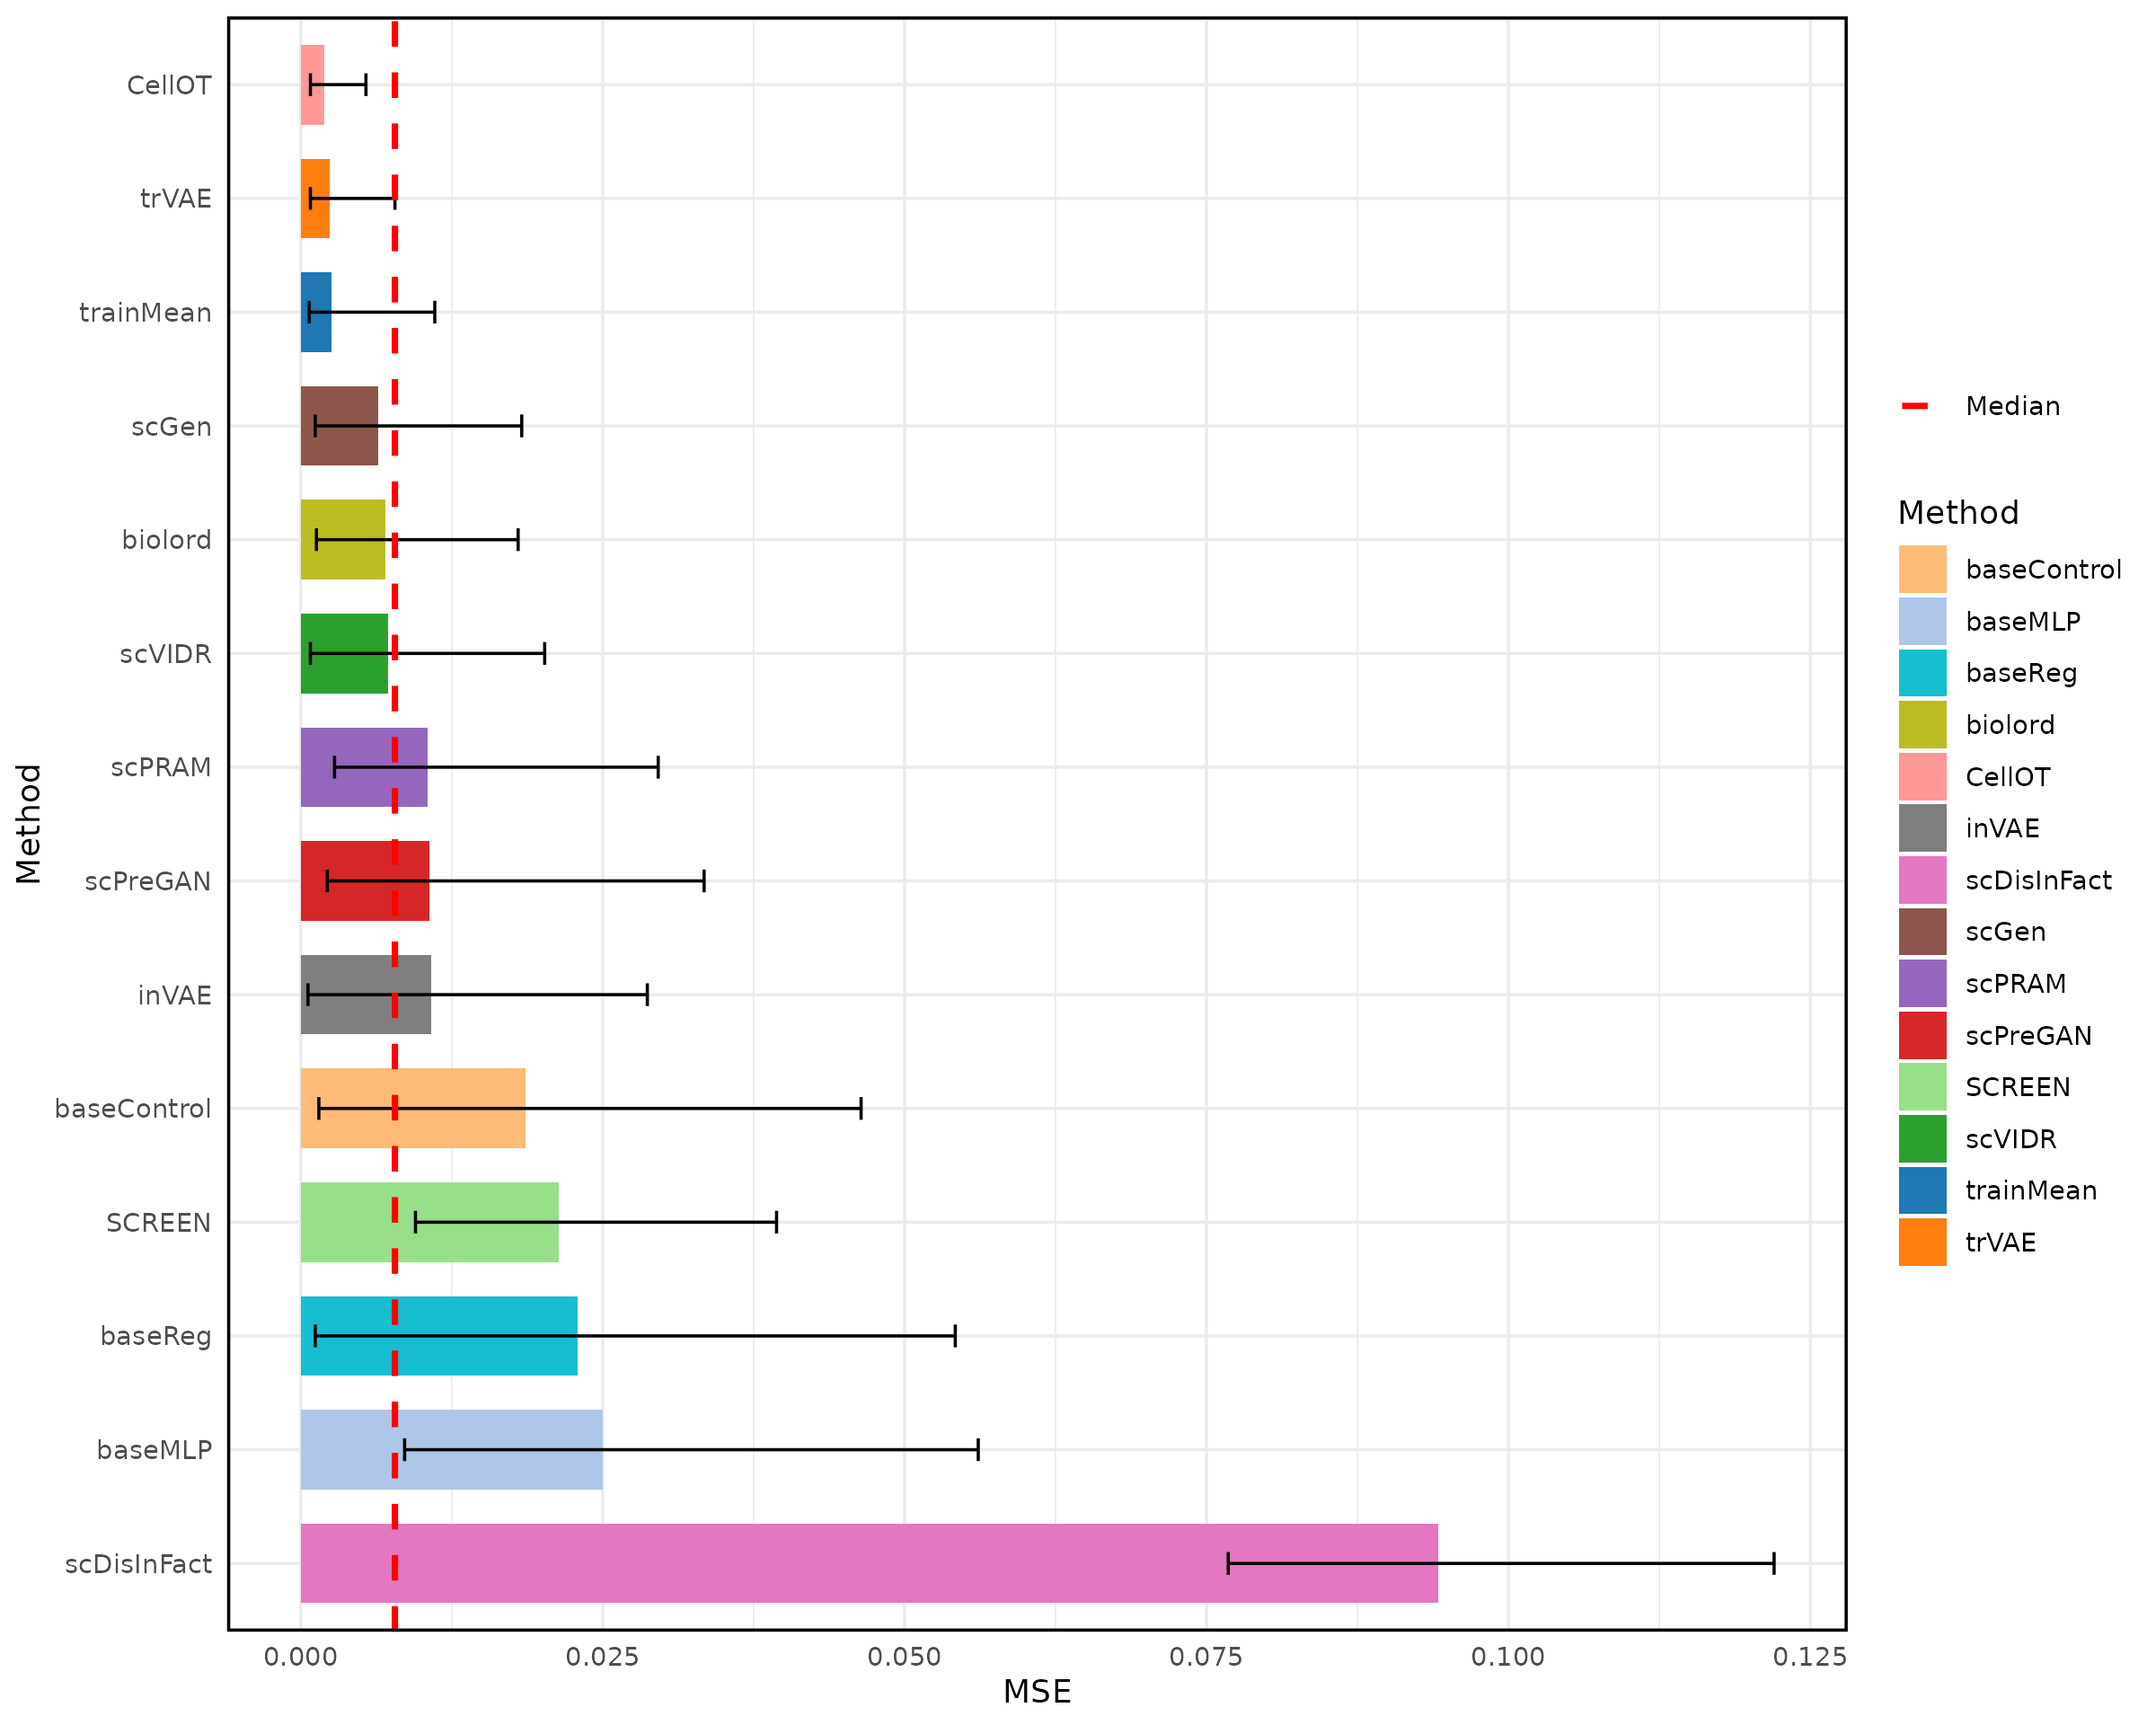 Method
CellOT
trVAE
trainMean
scGen
biolord
scVIDR
scPRAM
scPreGAN
inVAE
baseControl
SCREEN
baseReg
baseMLP
scDisInFact
0.000 0.025 0.050 0.075 0.100 0.125
MSE
Median
Method
baseControl
baseMLP
baseReg
biolord
CellOT
inVAE
scDisInFact
scGen
scPRAM
scPreGAN
SCREEN
scVIDR
trainMean
trVAE